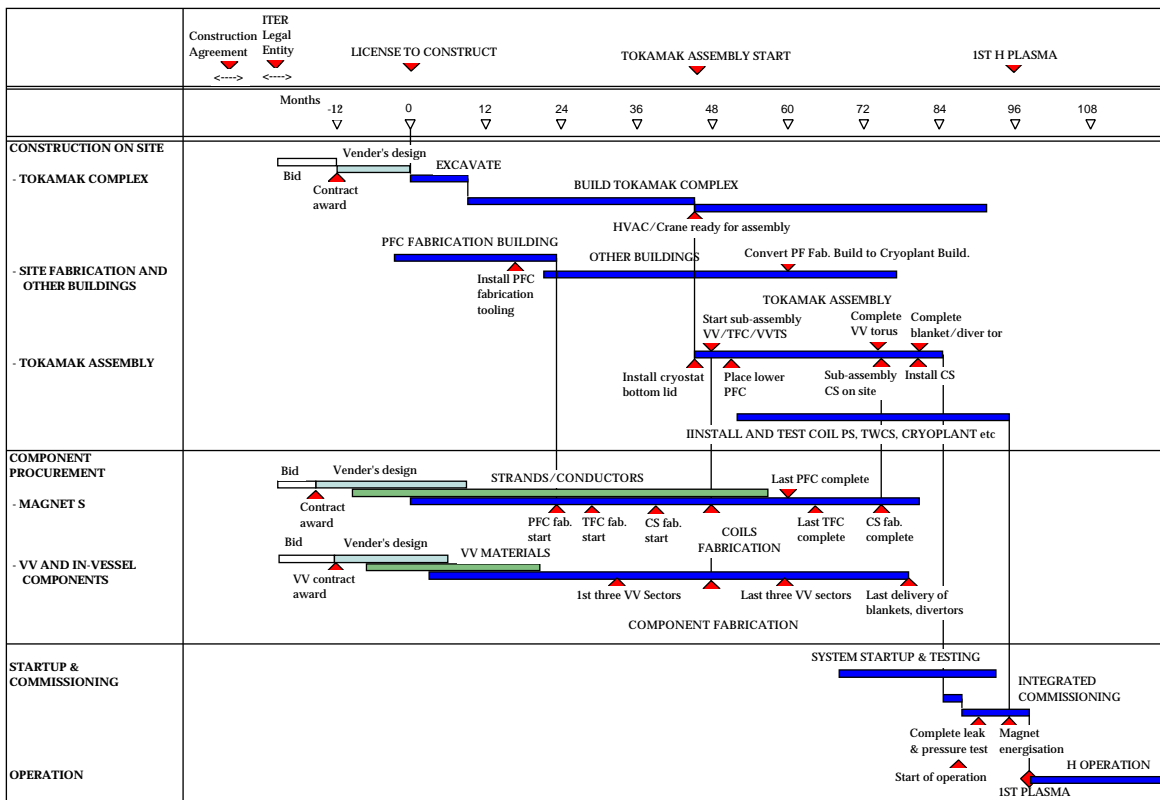 Construction
Agreement
<---->
ITER
Legal
Entity
<---->
LICENSE TO CONSTRUCT
TOKAMAK ASSEMBLY START
1ST H PLASMA
Months
-12 0 12 24 36 48 60 72 84 96 108
CONSTRUCTION ON SITE
- TOKAMAK COMPLEX
Bid
Vender's design
Contract
award
EXCAVATE
BUILD TOKAMAK COMPLEX
HVAC/Crane ready for assembly
- SITE FABRICATION AND
OTHER BUILDINGS
PFC FABRICATION BUILDING
Install PFC
fabrication
tooling
OTHER BUILDINGS
Convert PF Fab. Build to Cryoplant Build.
- TOKAMAK ASSEMBLY
TOKAMAK ASSEMBLY
Start sub-assembly
VV/TFC/VVTS
Complete
VV torus
Complete
blanket/diver tor
Install cryostat
bottom lid
Place lower
PFC
Sub-assembly
CS on site
Install CS
IINSTALL AND TEST COIL PS, TWCS, CRYOPLANT etc
COMPONENT
PROCUREMENT
- MAGNET S
Bid
Vender's design
Contract
award
STRANDS/CONDUCTORS
Last PFC complete
PFC fab.
start
TFC fab.
start
CS fab.
start
COILS
FABRICATION
Last TFC
complete
CS fab.
complete
- VV AND IN-VESSEL
COMPONENTS
Bid
Vender's design
VV contract
award
VV MATERIALS
1st three VV Sectors
Last three VV sectors
Last delivery of
blankets, divertors
COMPONENT FABRICATION
STARTUP &
COMMISSIONING
SYSTEM STARTUP & TESTING
INTEGRATED
COMMISSIONING
Complete leak
& pressure test
Magnet
energisation
OPERATION
Start of operation
H OPERATION
1ST PLASMA